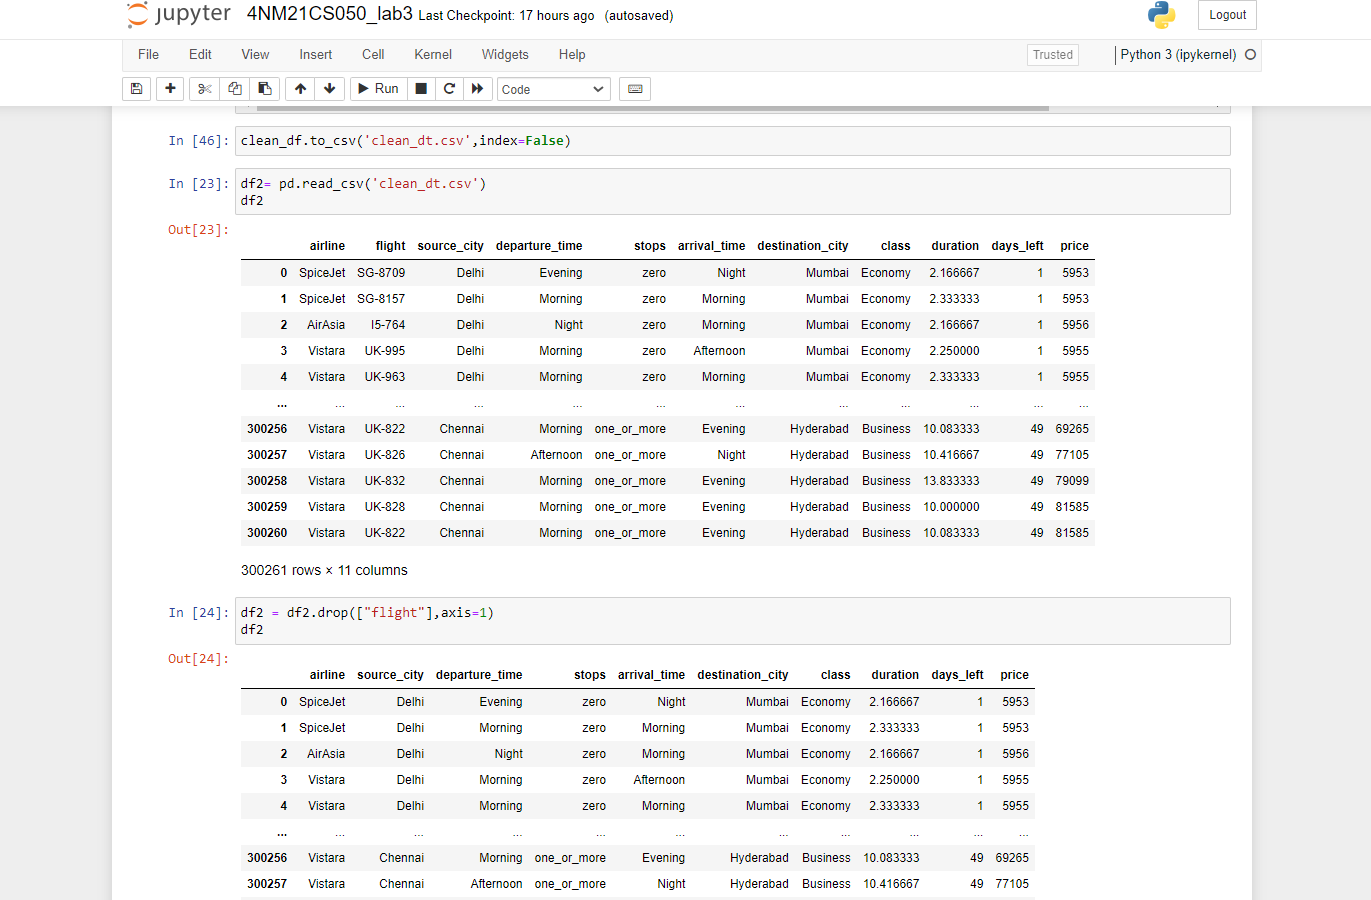 jupyter 4NM21CS050_lab3 Last Checkpoint: 17 hours ago (autosaved) Logout
File Edit View Insert Cell Kernel Widgets Help Trusted Python 3 (ipykernel)
Run Code
In [46]: clean_df.to_csv('clean_dt.csv',index=False)
In [23]: df2= pd.read_csv('clean_dt.csv')
df2
Out[23]:
airline flight source_city departure_time stops arrival_time destination_city class duration days_left price
0 SpiceJet SG-8709 Delhi Evening zero Night Mumbai Economy 2.166667 1 5953
1 SpiceJet SG-8157 Delhi Morning zero Morning Mumbai Economy 2.333333 1 5953
2 AirAsia I5-764 Delhi Night zero Morning Mumbai Economy 2.166667 1 5956
3 Vistara UK-995 Delhi Morning zero Afternoon Mumbai Economy 2.250000 1 5955
4 Vistara UK-963 Delhi Morning zero Morning Mumbai Economy 2.333333 1 5955
... ... ... ... ... ... ... ... ... ... ... ...
300256 Vistara UK-822 Chennai Morning one_or_more Evening Hyderabad Business 10.083333 49 69265
300257 Vistara UK-826 Chennai Afternoon one_or_more Night Hyderabad Business 10.416667 49 77105
300258 Vistara UK-832 Chennai Morning one_or_more Evening Hyderabad Business 13.833333 49 79099
300259 Vistara UK-828 Chennai Morning one_or_more Evening Hyderabad Business 10.000000 49 81585
300260 Vistara UK-822 Chennai Morning one_or_more Evening Hyderabad Business 10.083333 49 81585
300261 rows × 11 columns
In [24]: df2 = df2.drop(["flight"],axis=1)
df2
Out[24]:
airline source_city departure_time stops arrival_time destination_city class duration days_left price
0 SpiceJet Delhi Evening zero Night Mumbai Economy 2.166667 1 5953
1 SpiceJet Delhi Morning zero Morning Mumbai Economy 2.333333 1 5953
2 AirAsia Delhi Night zero Morning Mumbai Economy 2.166667 1 5956
3 Vistara Delhi Morning zero Afternoon Mumbai Economy 2.250000 1 5955
4 Vistara Delhi Morning zero Morning Mumbai Economy 2.333333 1 5955
... ... ... ... ... ... ... ... ... ... ...
300256 Vistara Chennai Morning one_or_more Evening Hyderabad Business 10.083333 49 69265
300257 Vistara Chennai Afternoon one_or_more Night Hyderabad Business 10.416667 49 77105